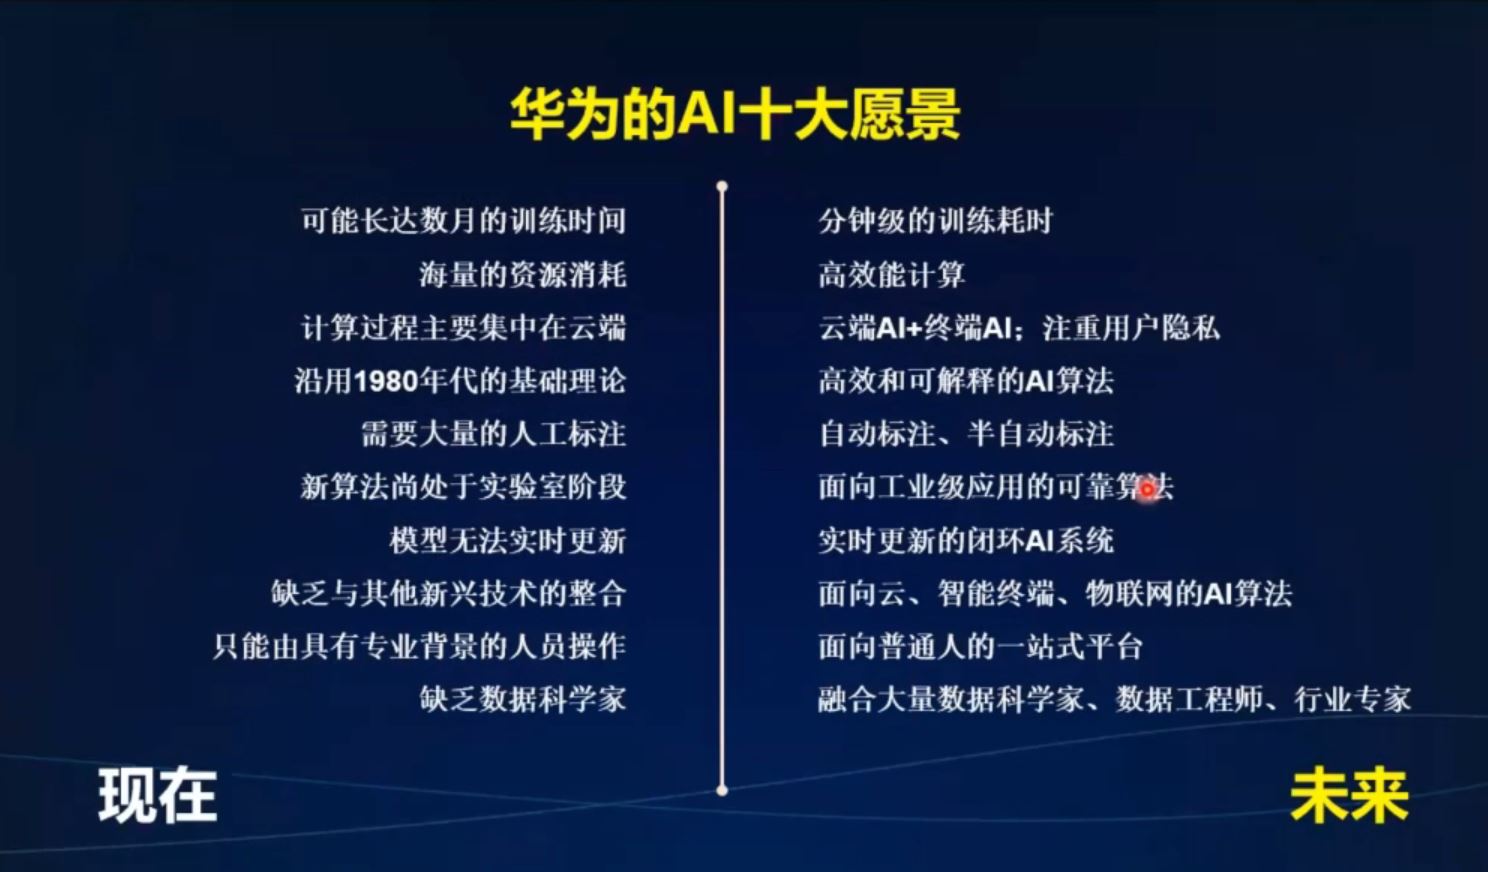 华为的AI十大愿景
可能长达数月的训练时间
分钟级的训练耗时
海量的资源消耗
高效能计算
计算过程主要集中在云端
云端AI+终端AI；注重用户隐私
沿用1980年代的基础理论
高效和可解释的AI算法
需要大量的人工标注
自动标注、半自动标注
新算法尚处于实验室阶段
面向工业级应用的可靠算法
模型无法实时更新
实时更新的闭环AI系统
缺乏与其他新兴技术的整合
面向云、智能终端、物联网的AI算法
只能由具有专业背景的人员操作
面向普通人的一站式平台
缺乏数据科学家
融合大量数据科学家、数据工程师、行业专家
现在
未来